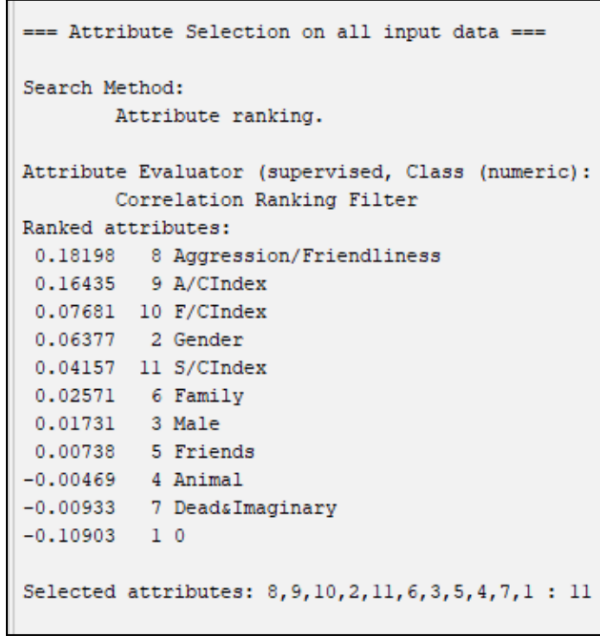 === Attribute Selection on all input data ===
Search Method:
Attribute ranking.
Attribute Evaluator (supervised, Class (numeric):
Correlation Ranking Filter
Ranked attributes:
0.18198 8 Aggression/Friendliness
0.16435 9 A/CIndex
0.07681 10 F/CIndex
0.06377 2 Gender
0.04157 11 S/CIndex
0.02571 6 Family
0.01731 3 Male
0.00738 5 Friends
-0.00469 4 Animal
-0.00933 7 Dead&Imaginary
-0.10903 1 0
Selected attributes: 8,9,10,2,11,6,3,5,4,7,1 : 11